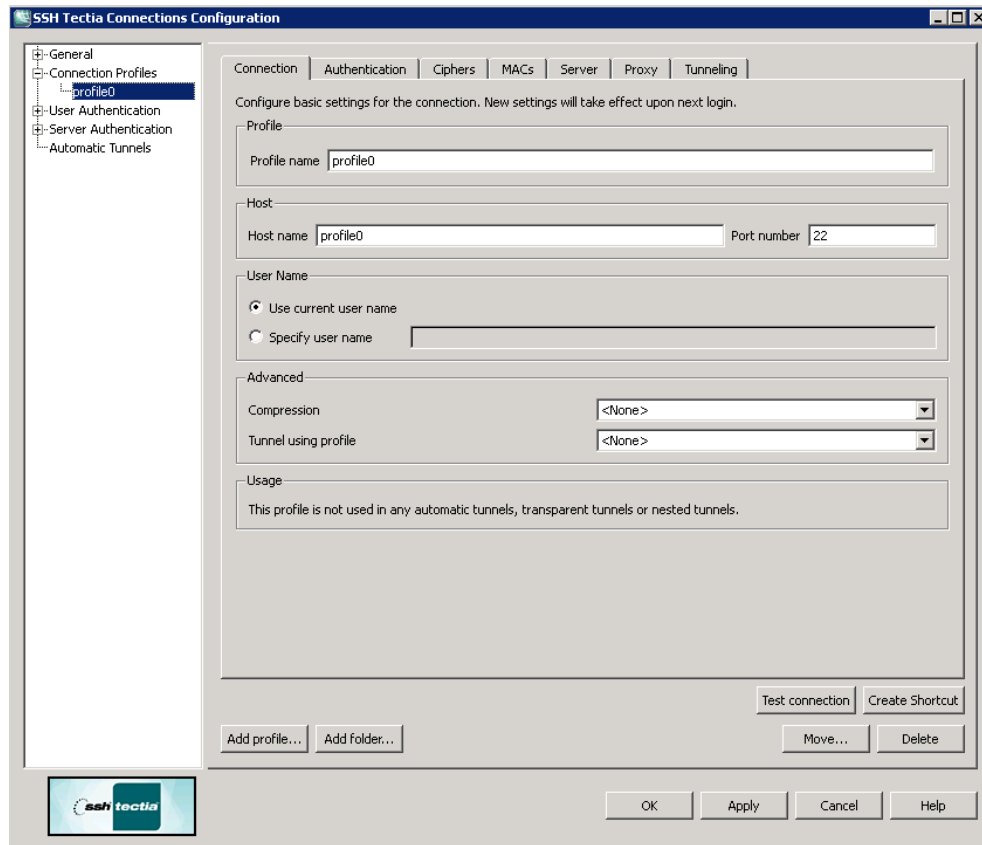 SSH Tectia Connections Configuration
General
Connection Profiles
profile0
User Authentication
Server Authentication
Automatic Tunnels
Connection Authentication Ciphers MACs Server Proxy Tunneling
Configure basic settings for the connection. New settings will take effect upon next login.
Profile
Profile name profile0
Host
Host name profile0 Port number 22
User Name
Use current user name
Specify user name
Advanced
Compression <None>
Tunnel using profile <None>
Usage
This profile is not used in any automatic tunnels, transparent tunnels or nested tunnels.
Test connection Create Shortcut
Add profile... Add folder... Move... Delete
ssh tectia
OK Apply Cancel Help